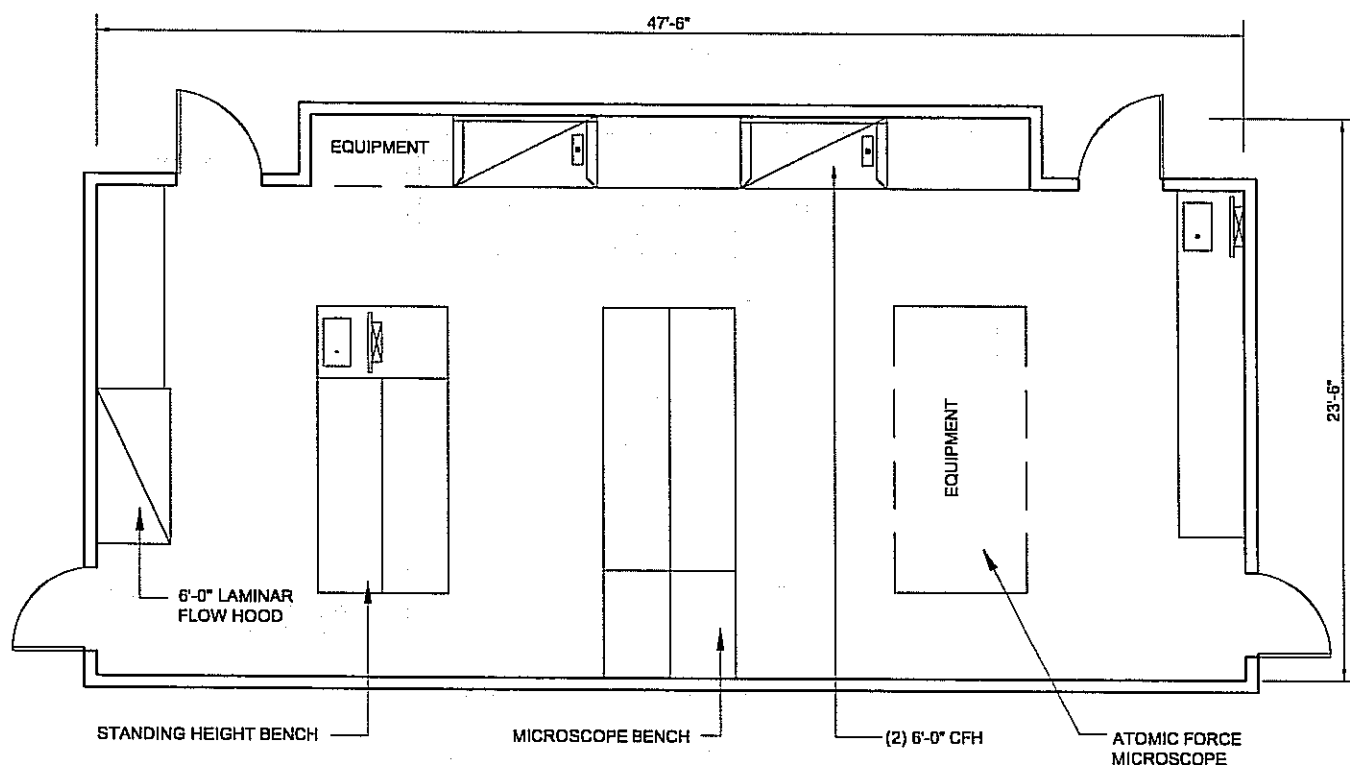 47'-6"
EQUIPMENT
23'-6"
EQUIPMENT
6'-0" LAMINAR
FLOW HOOD
STANDING HEIGHT BENCH
MICROSCOPE BENCH
(2) 6'-0" CFH
ATOMIC FORCE
MICROSCOPE